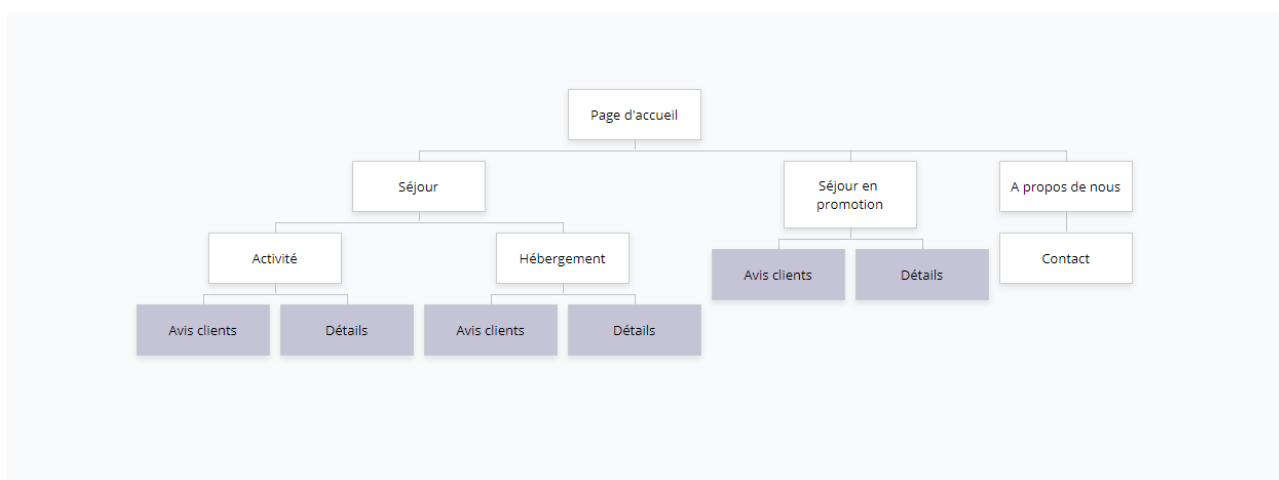 Page d'accueil
Séjour
Séjour en
promotion
A propos de nous
Activité
Hébergement
Avis clients
Détails
Contact
Avis clients
Détails
Avis clients
Détails